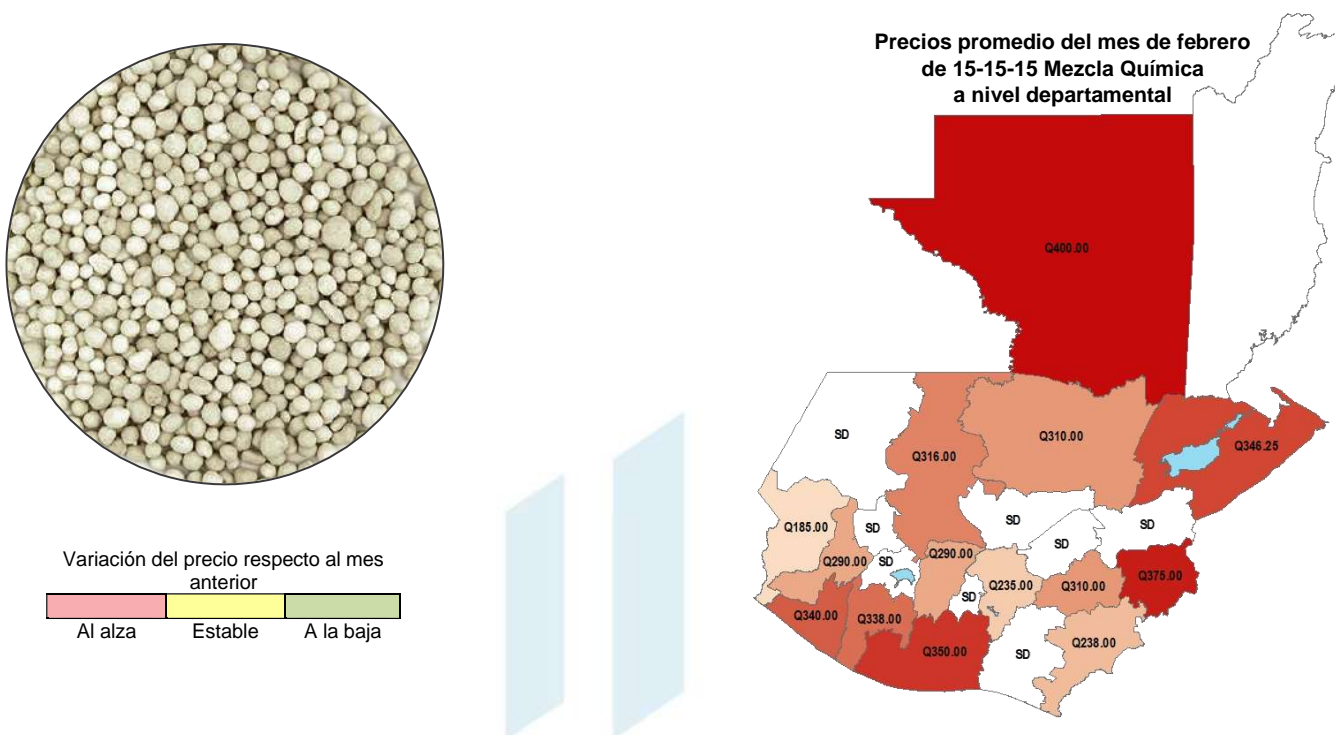 Precios promedio del mes de febrero
de 15-15-15 Mezcla Química
a nivel departamental
Q400.00
SD
Q316.00
Q310.00
Q346.25
Q185.00
SD
SD
SD
SD
Q290.00
SD
Q290.00
Q235.00
Q310.00
Q375.00
SD
Q340.00
Q338.00
Q350.00
SD
Q238.00
Variación del precio respecto al mes
anterior
Al alza
Estable
A la baja